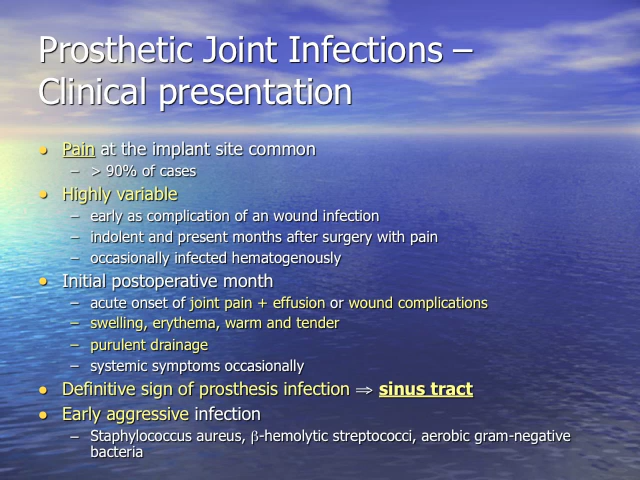 Prosthetic Joint Infections –
Clinical presentation
● Pain at the implant site common
– > 90% of cases
● Highly variable
– early as complication of an wound infection
– indolent and present months after surgery with pain
– occasionally infected hematogenously
● Initial postoperative month
– acute onset of joint pain + effusion or wound complications
– swelling, erythema, warm and tender
– purulent drainage
– systemic symptoms occasionally
● Definitive sign of prosthesis infection ⇒ sinus tract
● Early aggressive infection
– Staphylococcus aureus, β-hemolytic streptococci, aerobic gram-negative
bacteria